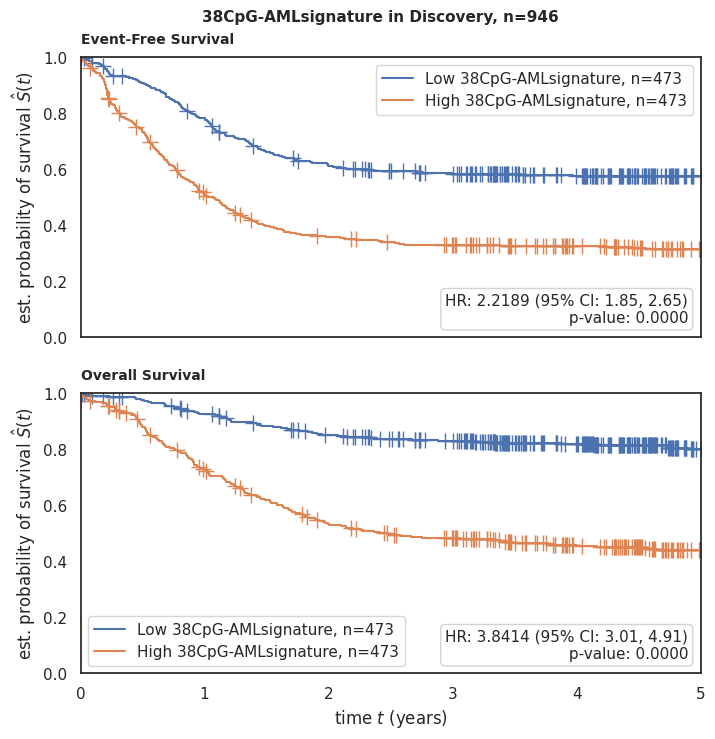 38CpG-AMLsignature in Discovery, n=946
Event-Free Survival
1.0
0.8
0.6
0.4
0.2
0.0
est. probability of survival Ŝ(t)
Low 38CpG-AMLsignature, n=473
High 38CpG-AMLsignature, n=473
HR: 2.2189 (95% CI: 1.85, 2.65)
p-value: 0.0000
Overall Survival
1.0
0.8
0.6
0.4
0.2
0.0
est. probability of survival Ŝ(t)
Low 38CpG-AMLsignature, n=473
High 38CpG-AMLsignature, n=473
HR: 3.8414 (95% CI: 3.01, 4.91)
p-value: 0.0000
0 1 2 3 4 5
time t (years)